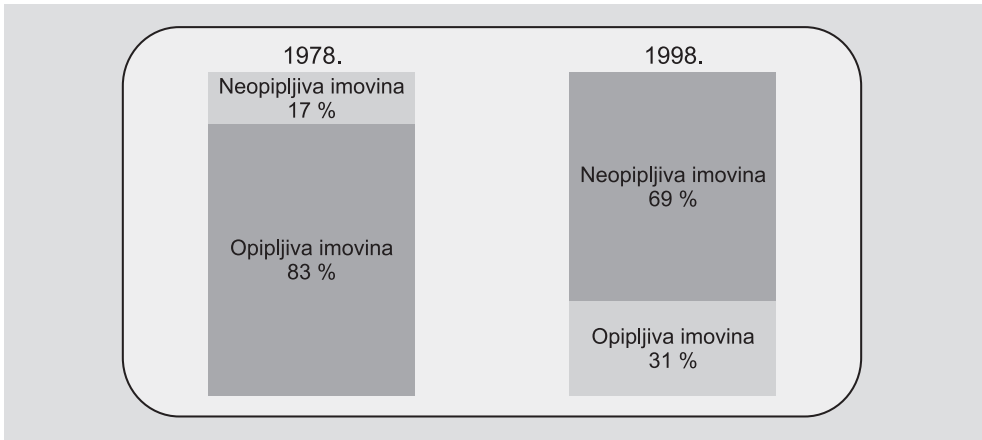 1978.
Neopipljiva imovina
17 %
Opipljiva imovina
83 %
1998.
Neopipljiva imovina
69 %
Opipljiva imovina
31 %